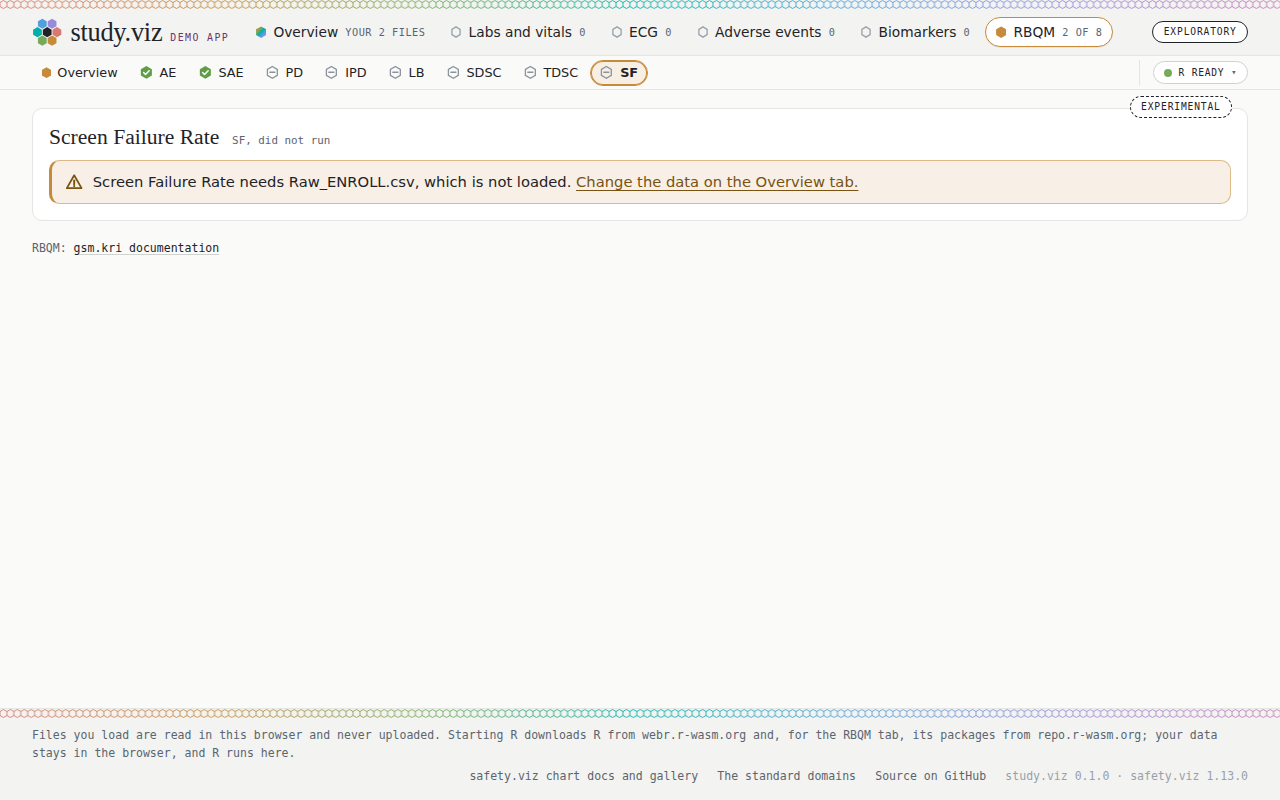 study.viz DEMO APP Overview YOUR 2 FILES Labs and vitals 0 ECG 0 Adverse events 0 Biomarkers 0 RBQM 2 OF 8 EXPLORATORY
Overview AE SAE PD IPD LB SDSC TDSC SF R READY ▾
EXPERIMENTAL
Screen Failure Rate SF, did not run
Screen Failure Rate needs Raw_ENROLL.csv, which is not loaded. Change the data on the Overview tab.
RBQM: gsm.kri documentation
Files you load are read in this browser and never uploaded. Starting R downloads R from webr.r-wasm.org and, for the RBQM tab, its packages from repo.r-wasm.org; your data
stays in the browser, and R runs here.
safety.viz chart docs and gallery The standard domains Source on GitHub study.viz 0.1.0 · safety.viz 1.13.0